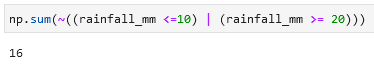 np.sum(~((rainfall_mm <=10) | (rainfall_mm >= 20)))
16